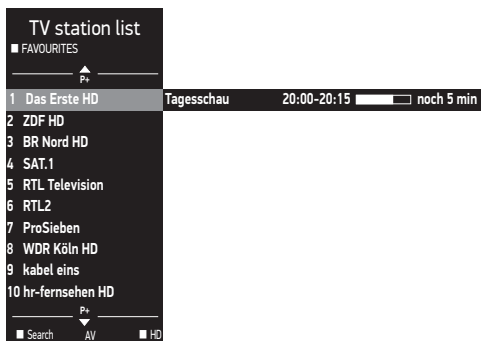 TV station list
FAVOURITES
P+
1 Das Erste HD Tagesschau 20:00-20:15 noch 5 min
2 ZDF HD
3 BR Nord HD
4 SAT.1
5 RTL Television
6 RTL2
7 ProSieben
8 WDR Köln HD
9 kabel eins
10 hr-fernsehen HD
P+
Search AV HD